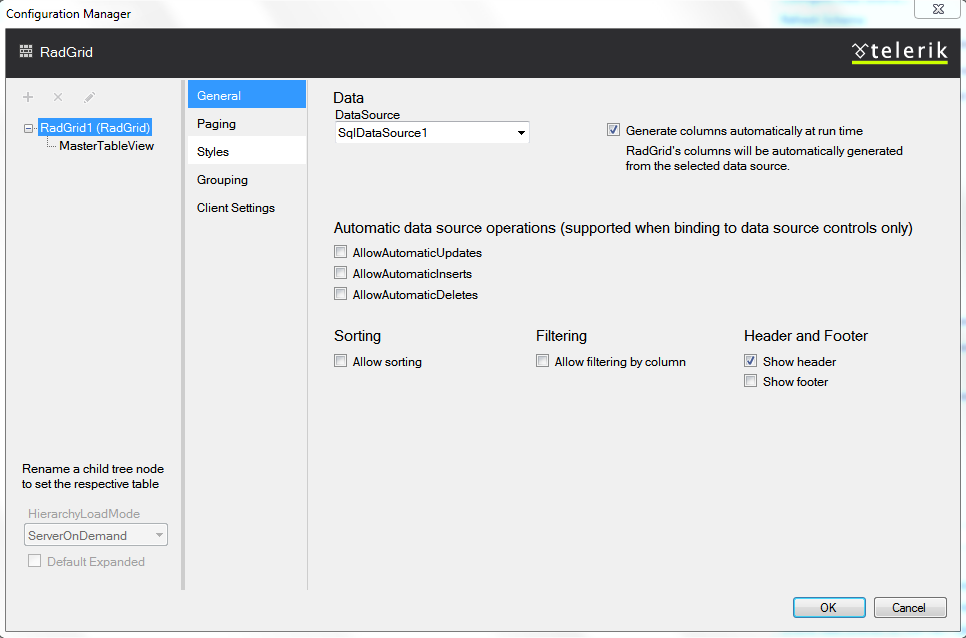 Configuration Manager
RadGrid
telerik
General
Paging
Styles
Grouping
Client Settings
RadGrid1 (RadGrid)
MasterTableView
Rename a child tree node
to set the respective table
HierarchyLoadMode
ServerOnDemand
Default Expanded
Data
DataSource
SqlDataSource1
Generate columns automatically at run time
RadGrid's columns will be automatically generated
from the selected data source.
Automatic data source operations (supported when binding to data source controls only)
AllowAutomaticUpdates
AllowAutomaticInserts
AllowAutomaticDeletes
Sorting
Allow sorting
Filtering
Allow filtering by column
Header and Footer
Show header
Show footer
OK
Cancel